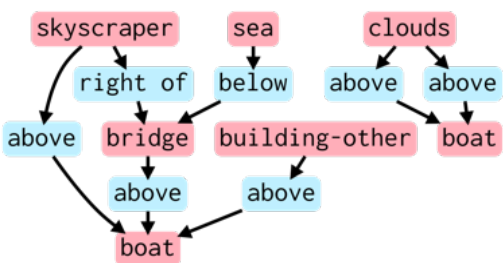 skyscraper sea clouds
right of below above above
above bridge building-other boat
above above
boat